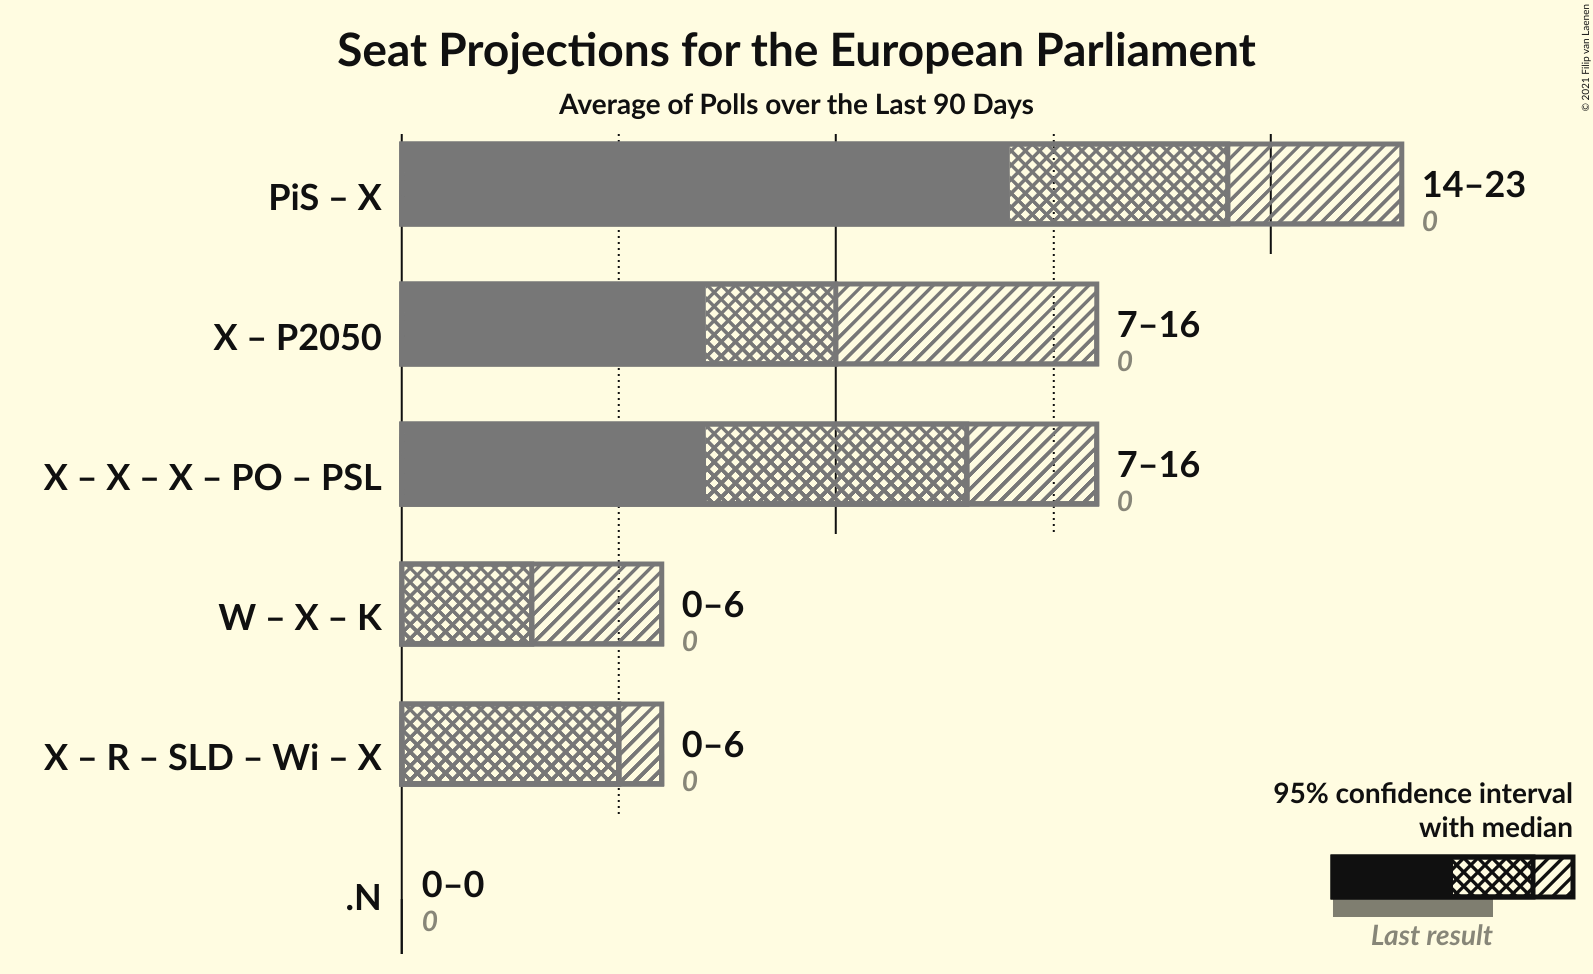 Seat Projections for the European Parliament
Average of Polls over the Last 90 Days
© 2021 Filip van Laenen
PiS – X
14–23
0
X – P2050
7–16
0
X – X – X – PO – PSL
7–16
0
W – X – K
0–6
0
X – R – SLD – Wi – X
0–6
0
.N
0–0
0
95% confidence interval
with median
Last result